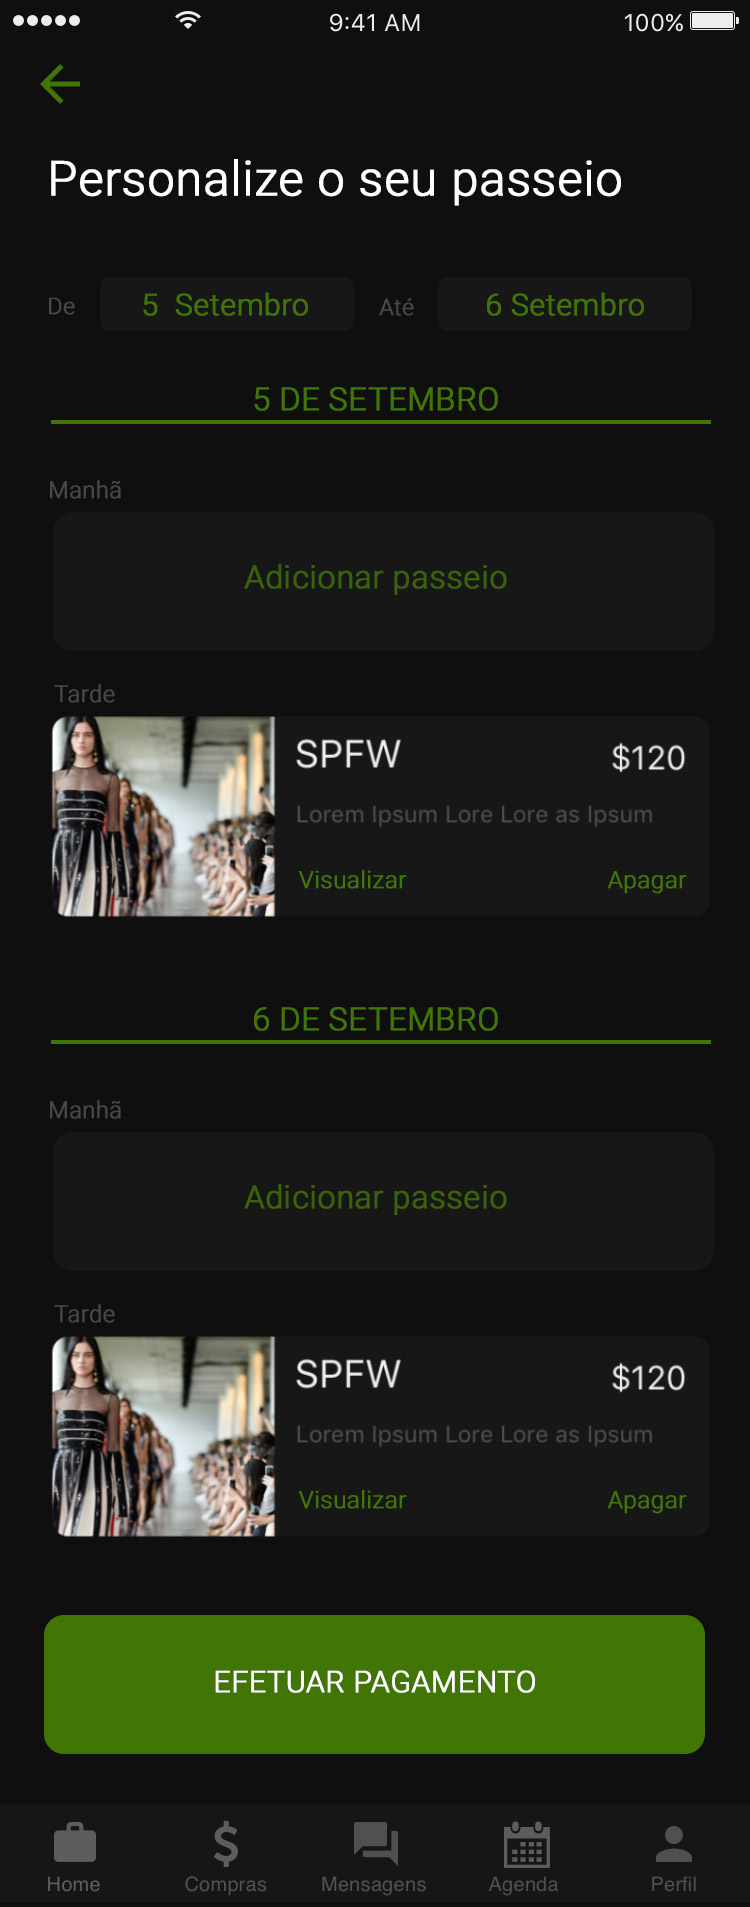 9:41 AM 100%
Personalize o seu passeio
De 5 Setembro Até 6 Setembro
5 DE SETEMBRO
Manhã
Adicionar passeio
Tarde
SPFW $120
Lorem Ipsum Lore Lore as Ipsum
Visualizar Apagar
6 DE SETEMBRO
Manhã
Adicionar passeio
Tarde
SPFW $120
Lorem Ipsum Lore Lore as Ipsum
Visualizar Apagar
EFETUAR PAGAMENTO
Home Compras Mensagens Agenda Perfil